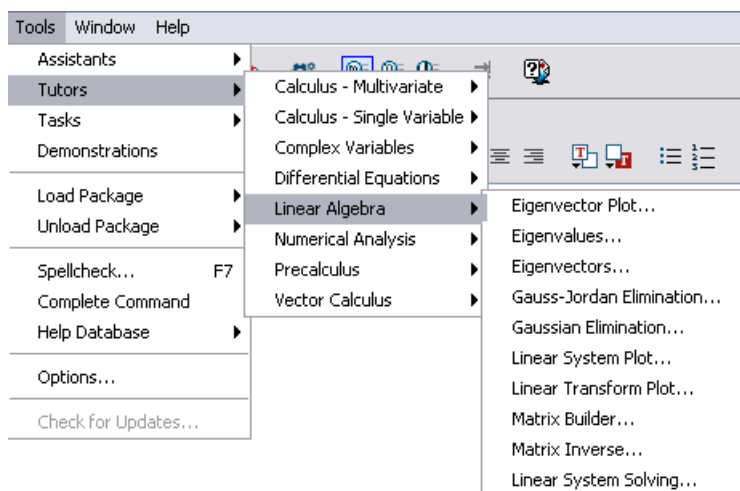 Tools Window Help
Assistants
Tutors
Tasks
Demonstrations
Load Package
Unload Package
Spellcheck... F7
Complete Command
Help Database
Options...
Check for Updates...
Calculus - Multivariate
Calculus - Single Variable
Complex Variables
Differential Equations
Linear Algebra
Numerical Analysis
Precalculus
Vector Calculus
Eigenvector Plot...
Eigenvalues...
Eigenvectors...
Gauss-Jordan Elimination...
Gaussian Elimination...
Linear System Plot...
Linear Transform Plot...
Matrix Builder...
Matrix Inverse...
Linear System Solving...